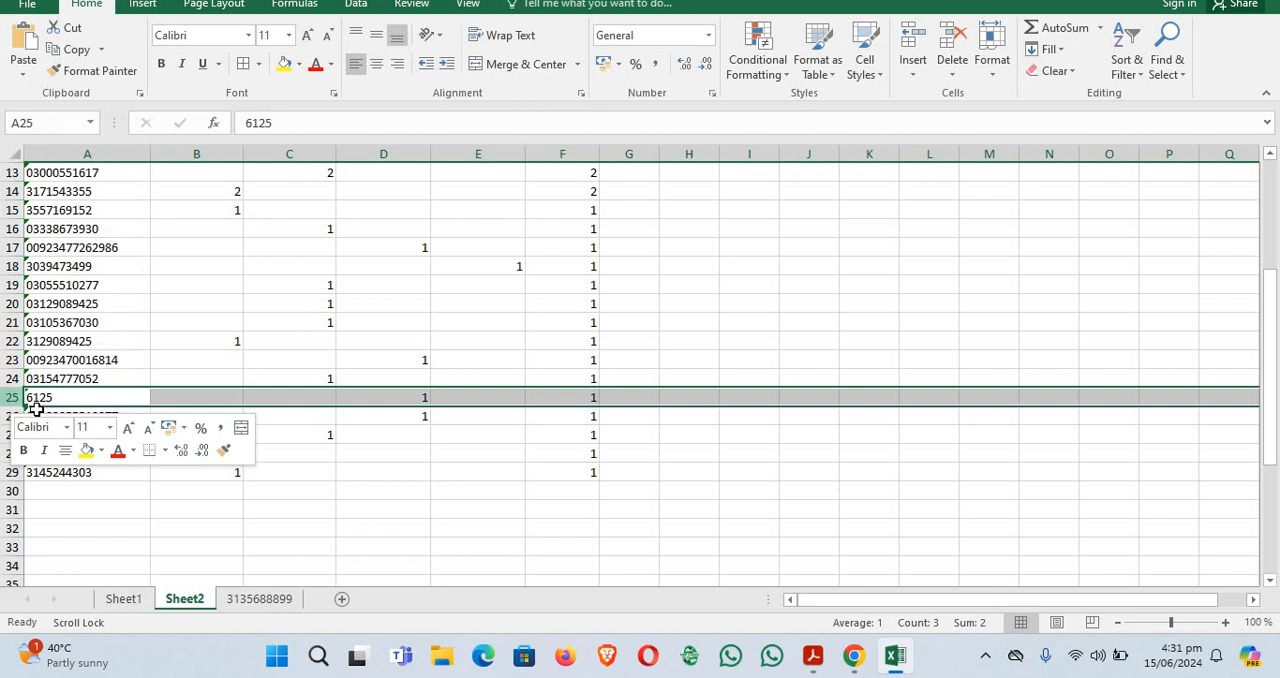 File Home Insert Page Layout Formulas Data Review View Tell me what you want to do... Sign in Share
Paste Cut Copy Format Painter
Calibri 11 A A
B I U A
Wrap Text
Merge & Center
General
% ,
Conditional Formatting
Format as Table
Cell Styles
Insert Delete Format
AutoSum
Fill
Clear
Sort & Filter
Find & Select
Clipboard Font Alignment Number Styles Cells Editing
A25 fx 6125
A B C D E F G H I J K L M N O P Q
13 03000551617 2 2
14 3171543355 2 2
15 3557169152 1 1
16 03338673930 1 1
17 00923477262986 1 1
18 3039473499 1 1
19 03055510277 1 1
20 03129089425 1 1
21 03105367030 1 1
22 3129089425 1 1
23 00923470016814 1 1
24 03154777052 1 1
25 6125 1 1
1 1
Calibri 11 A A %
1 1
B I A
1
29 3145244303 1 1
30
31
32
33
34
35
Sheet1 Sheet2 3135688899
Ready Scroll Lock Average: 1 Count: 3 Sum: 2 100 %
1 40°C
Partly sunny
4:31 pm
15/06/2024
PRE